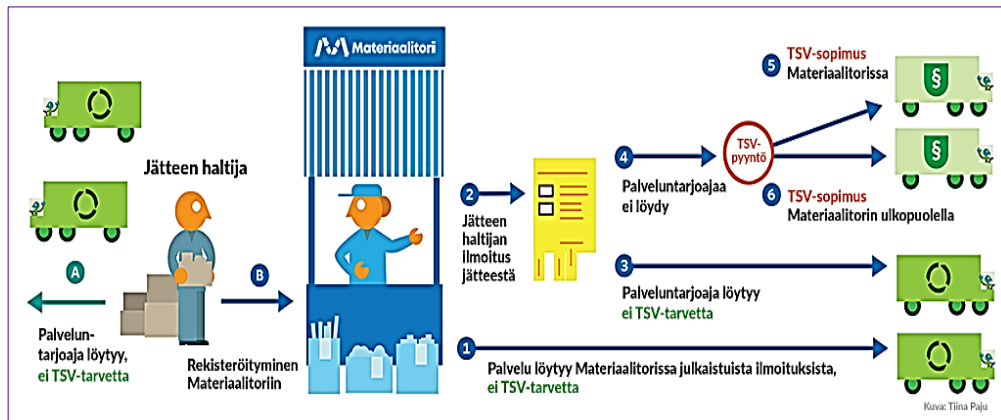 Materiaalitori
Jätteen haltija
A
Palvelun-
tarjoaja löytyy,
ei TSV-tarvetta
B
Rekisteröityminen
Materiaalitoriin
2
Jätteen
haltijan
ilmoitus
jätteestä
4
Palveluntarjoajaa
ei löydy
TSV-
pyyntö
5 TSV-sopimus
Materiaalitorissa
§
§
6 TSV-sopimus
Materiaalitorin ulkopuolella
3
Palveluntarjoaja löytyy
ei TSV-tarvetta
1
Palvelu löytyy Materiaalitorissa julkaistuista ilmoituksista,
ei TSV-tarvetta
Kuva: Tiina Paju